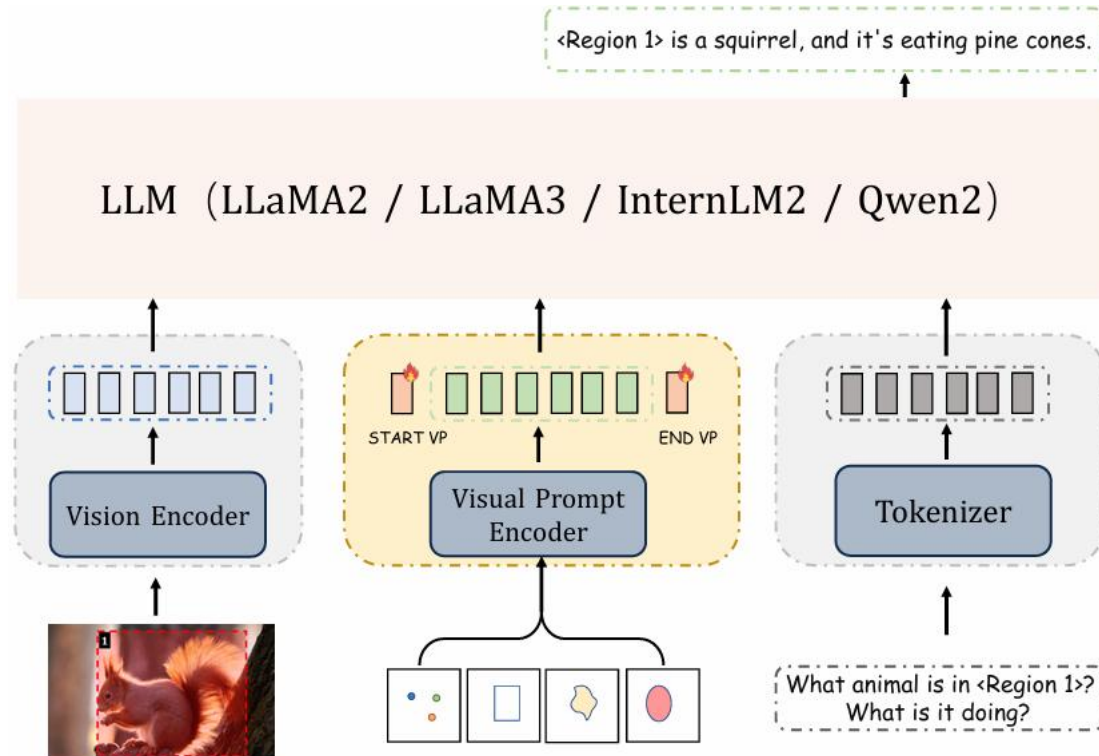 <Region 1> is a squirrel, and it's eating pine cones.
LLM (LLaMA2 / LLaMA3 / InternLM2 / Qwen2)
START VP
END VP
Vision Encoder
Visual Prompt
Encoder
Tokenizer
1
What animal is in <Region 1>?
What is it doing?